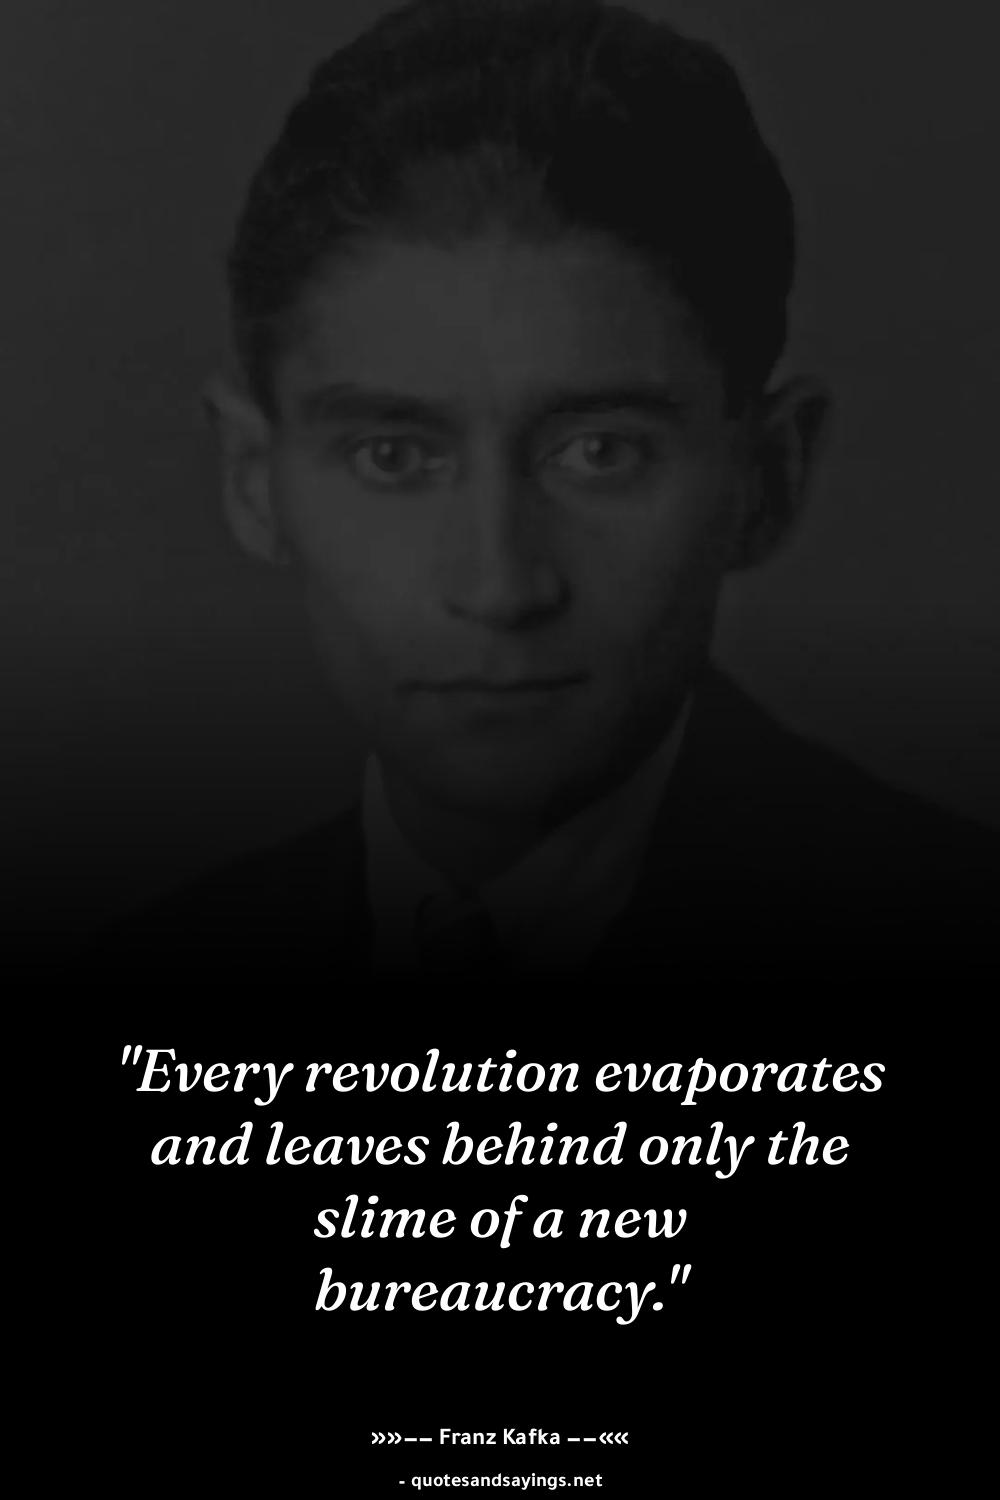 "Every revolution evaporates
and leaves behind only the
slime of a new
bureaucracy."
»»–– Franz Kafka ––««
- quotesandsayings.net